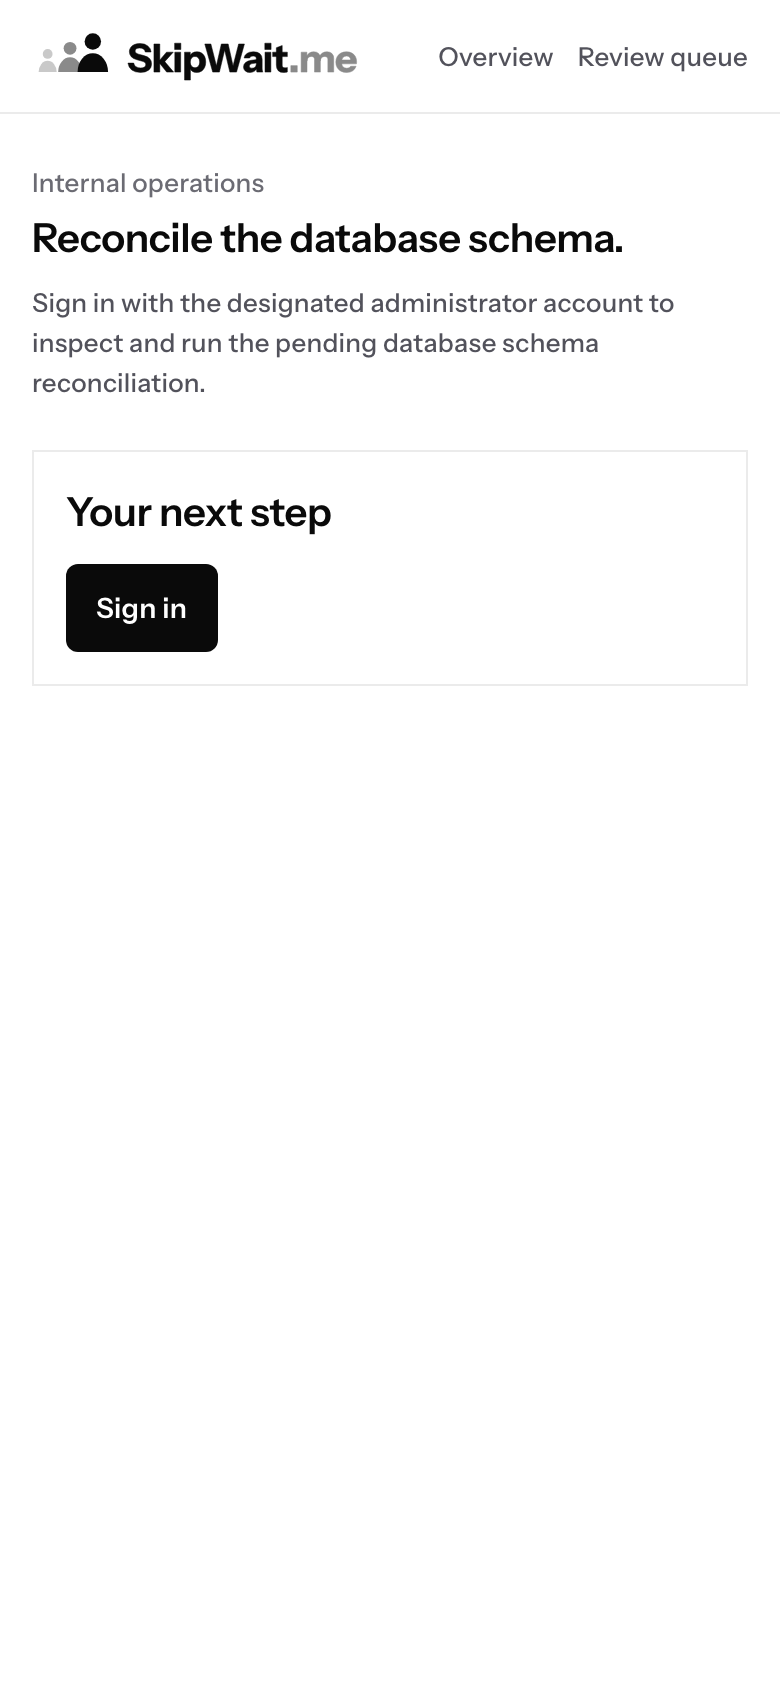 SkipWait.me
Overview
Review queue
Internal operations
Reconcile the database schema.
Sign in with the designated administrator account to
inspect and run the pending database schema
reconciliation.
Your next step
Sign in